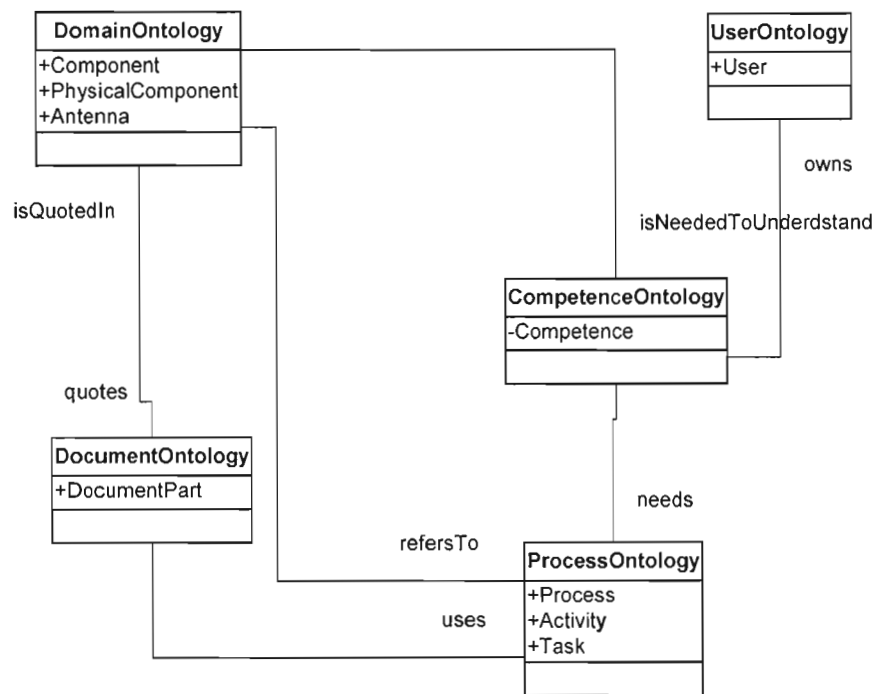 DomainOntology
+Component
+PhysicalComponent
+Antenna
UserOntology
+User
owns
isQuotedIn
isNeededToUnderdstand
CompetenceOntology
-Competence
quotes
DocumentOntology
+DocumentPart
needs
refersTo
ProcessOntology
+Process
+Activity
+Task
uses